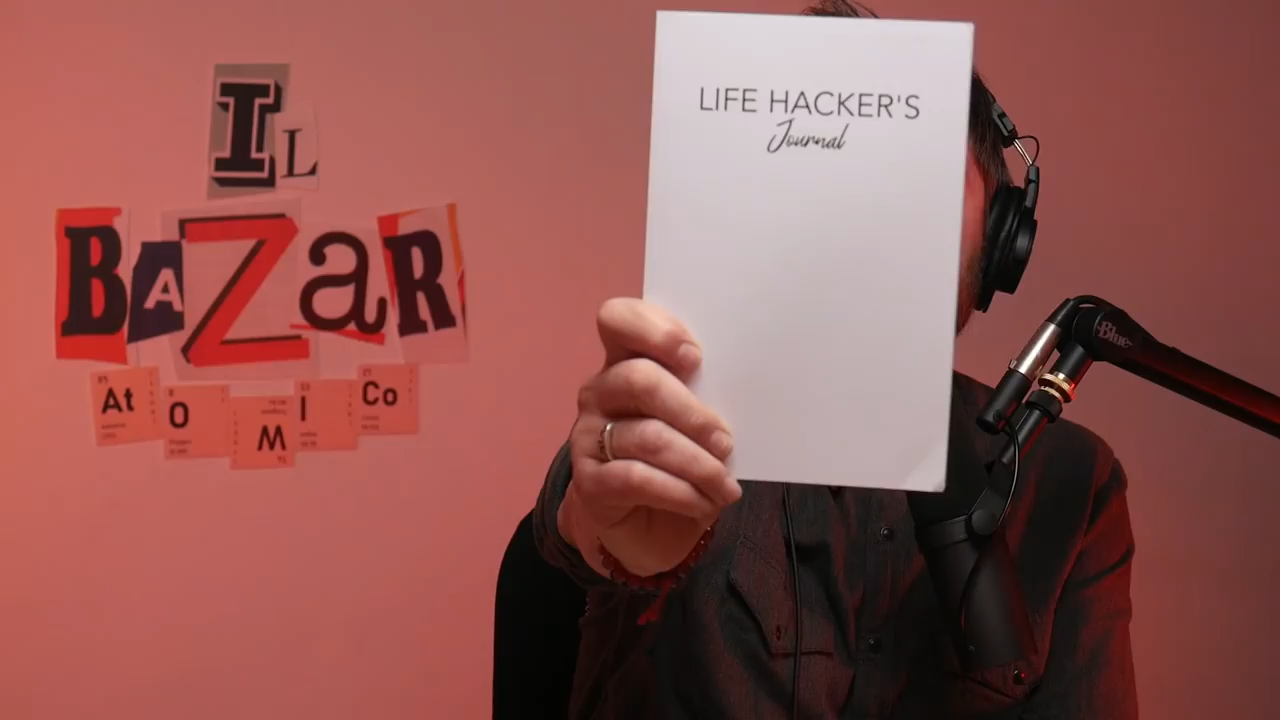 IL
BAZaR
At O M I Co
LIFE HACKER'S
Journal
Blue